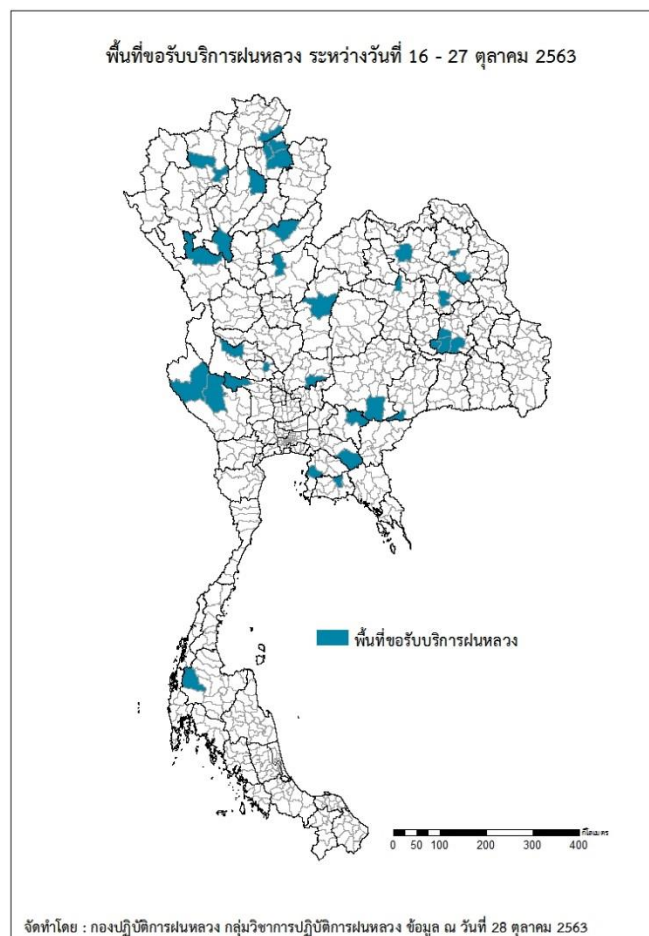 พื้นที่ขอรับบริการฝนหลวง ระหว่างวันที่ 16 - 27 ตุลาคม 2563
พื้นที่ขอรับบริการฝนหลวง
กิโลเมตร
0 50 100 200 300 400
จัดทำโดย : กองปฏิบัติการฝนหลวง กลุ่มวิชาการปฏิบัติการฝนหลวง ข้อมูล ณ วันที่ 28 ตุลาคม 2563